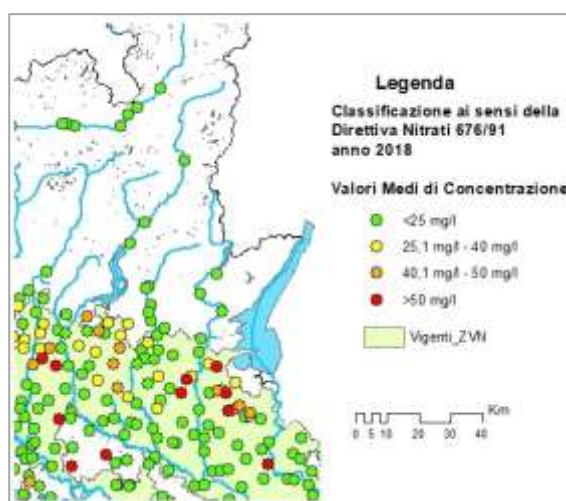 Legenda
Classificazione ai sensi della
Direttiva Nitrati 676/91
anno 2018
Valori Medi di Concentrazione
<25 mg/l
25,1 mg/l - 40 mg/l
40,1 mg/l - 50 mg/l
>50 mg/l
Vigenti_ZVN
Km
0 5 10 20 30 40